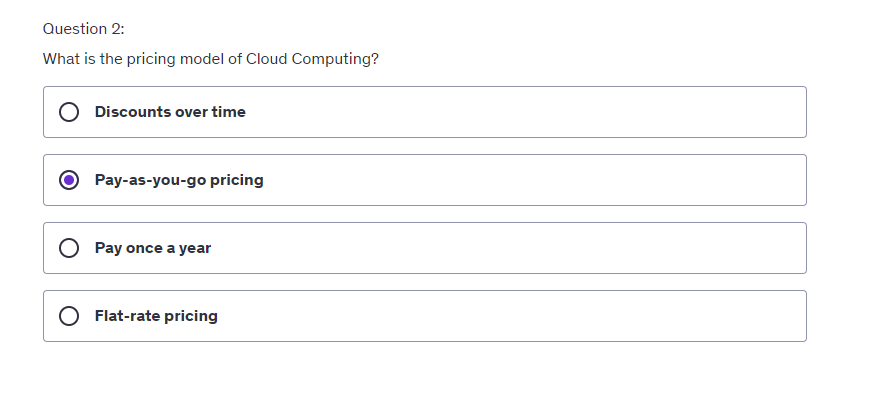 Question 2:
What is the pricing model of Cloud Computing?
Discounts over time
Pay-as-you-go pricing
Pay once a year
Flat-rate pricing